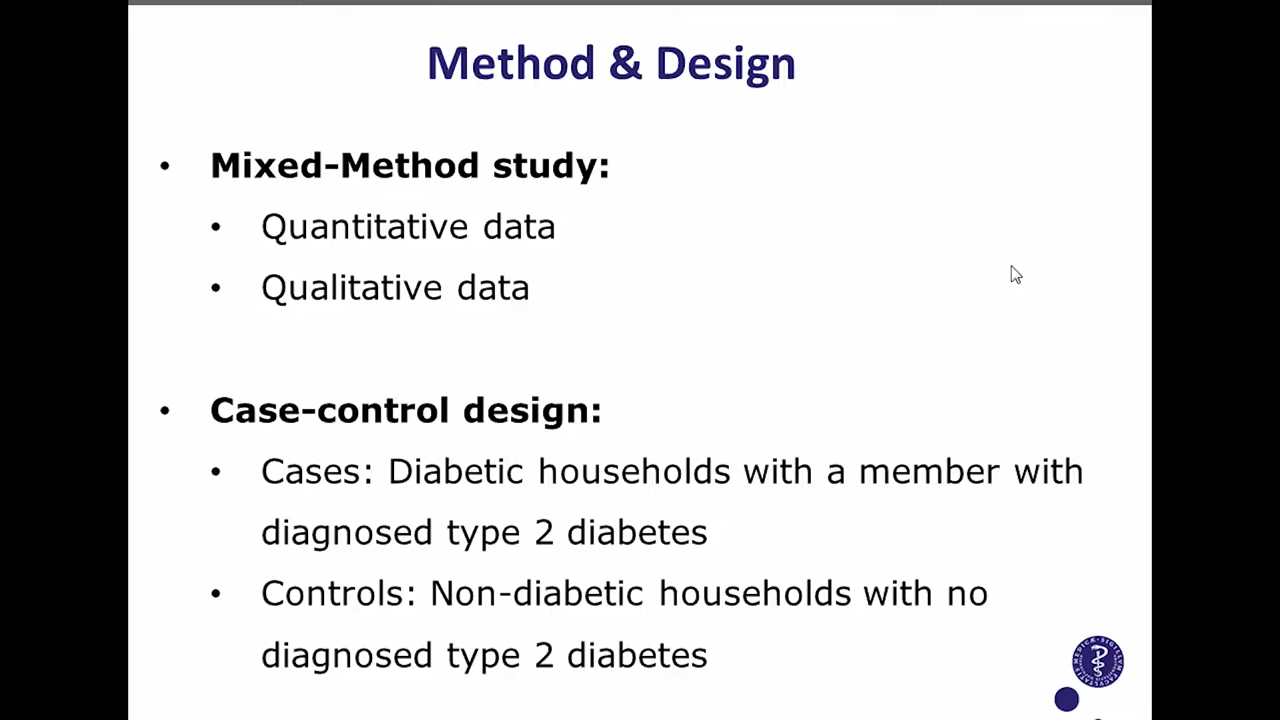 Method & Design
• Mixed-Method study:
• Quantitative data
• Qualitative data
• Case-control design:
• Cases: Diabetic households with a member with
diagnosed type 2 diabetes
• Controls: Non-diabetic households with no
diagnosed type 2 diabetes